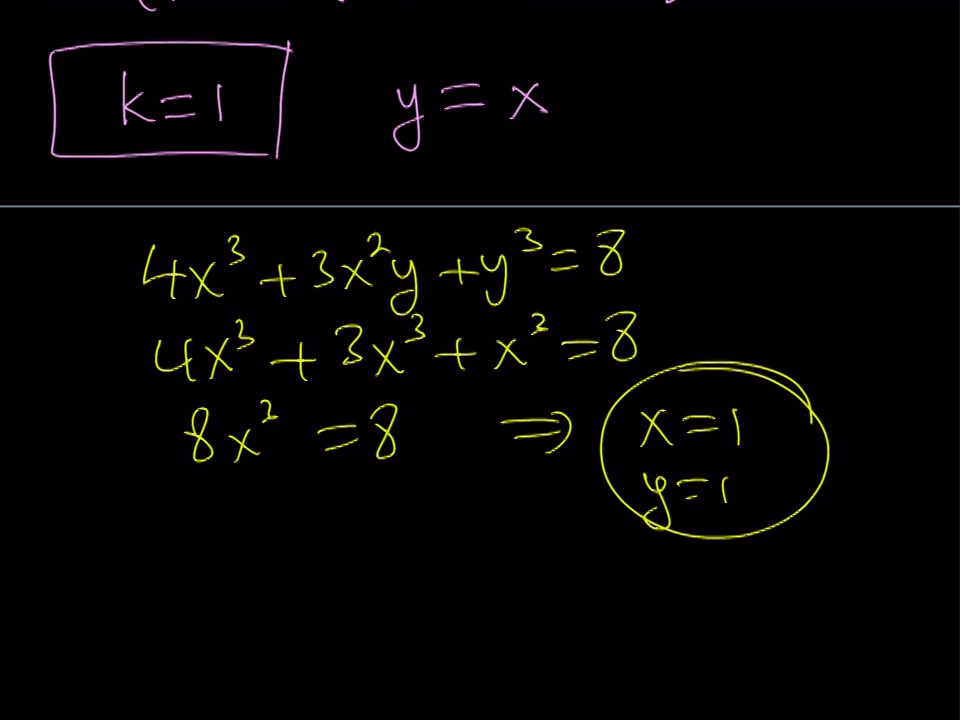 k=1 y=x
4x³+3x²y+y³=8
4x³+3x³+x³=8
8x²=8 ⇒ x=1
y=1